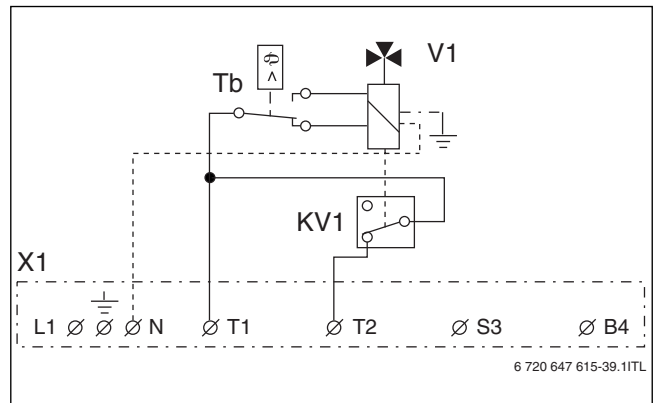 V1
Tb
ϑ <
KV1
X1
L1 N T1 T2 S3 B4
6 720 647 615-39.1ITL